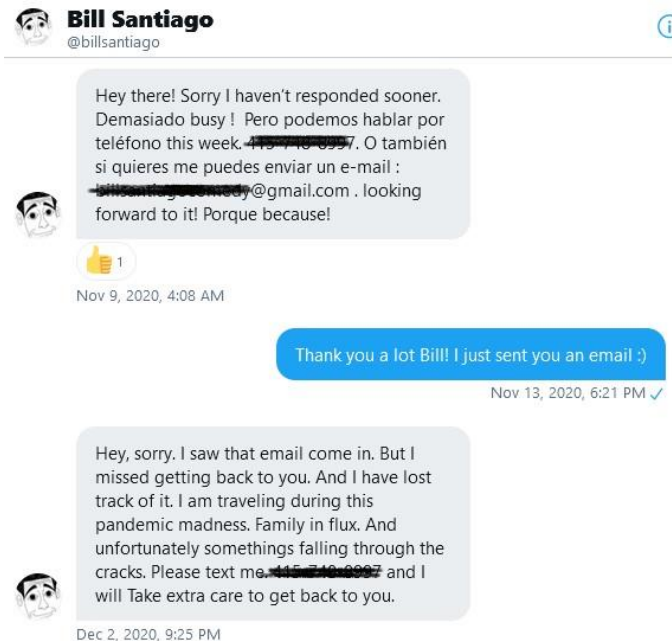 Bill Santiago
@billsantiago
Hey there! Sorry I haven't responded sooner.
Demasiado busy ! Pero podemos hablar por
teléfono this week. . O también
si quieres me puedes enviar un e-mail :
@gmail.com . looking
forward to it! Porque because!
1
Nov 9, 2020, 4:08 AM
Thank you a lot Bill! I just sent you an email :)
Nov 13, 2020, 6:21 PM
Hey, sorry. I saw that email come in. But I
missed getting back to you. And I have lost
track of it. I am traveling during this
pandemic madness. Family in flux. And
unfortunately somethings falling through the
cracks. Please text me. and I
will Take extra care to get back to you.
Dec 2, 2020, 9:25 PM